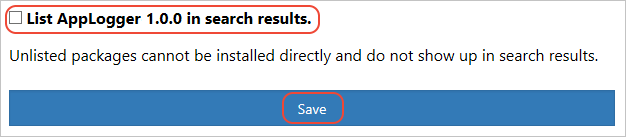 List AppLogger 1.0.0 in search results.
Unlisted packages cannot be installed directly and do not show up in search results.
Save